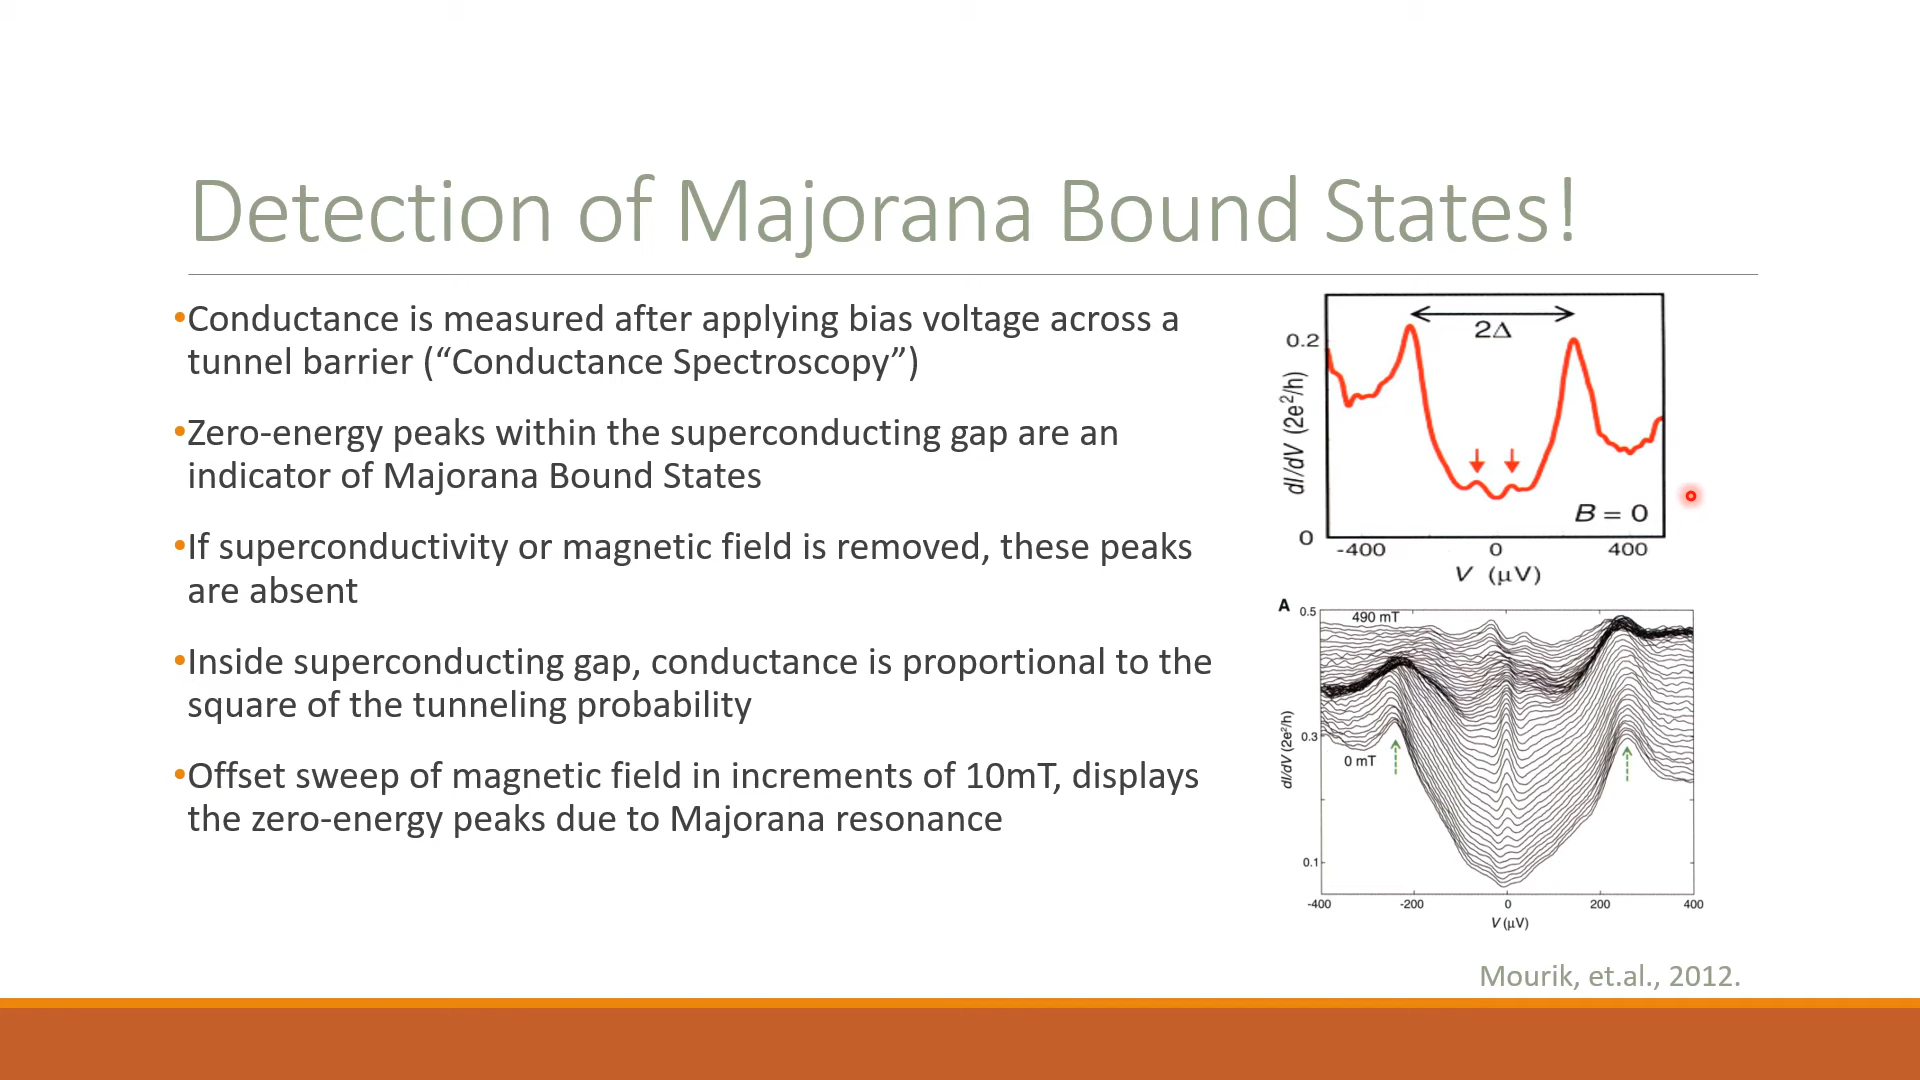 Detection of Majorana Bound States!
•Conductance is measured after applying bias voltage across a
tunnel barrier (“Conductance Spectroscopy”)
•Zero-energy peaks within the superconducting gap are an
indicator of Majorana Bound States
•If superconductivity or magnetic field is removed, these peaks
are absent
•Inside superconducting gap, conductance is proportional to the
square of the tunneling probability
•Offset sweep of magnetic field in increments of 10mT, displays
the zero-energy peaks due to Majorana resonance
2Δ
0.2
dI/dV (2e²/h)
B = 0
0
-400 0 400
V (μV)
A
0.5
490 mT
dI/dV (2e²/h)
0.3
0 mT
0.1
-400 -200 0 200 400
V (μV)
Mourik, et.al., 2012.